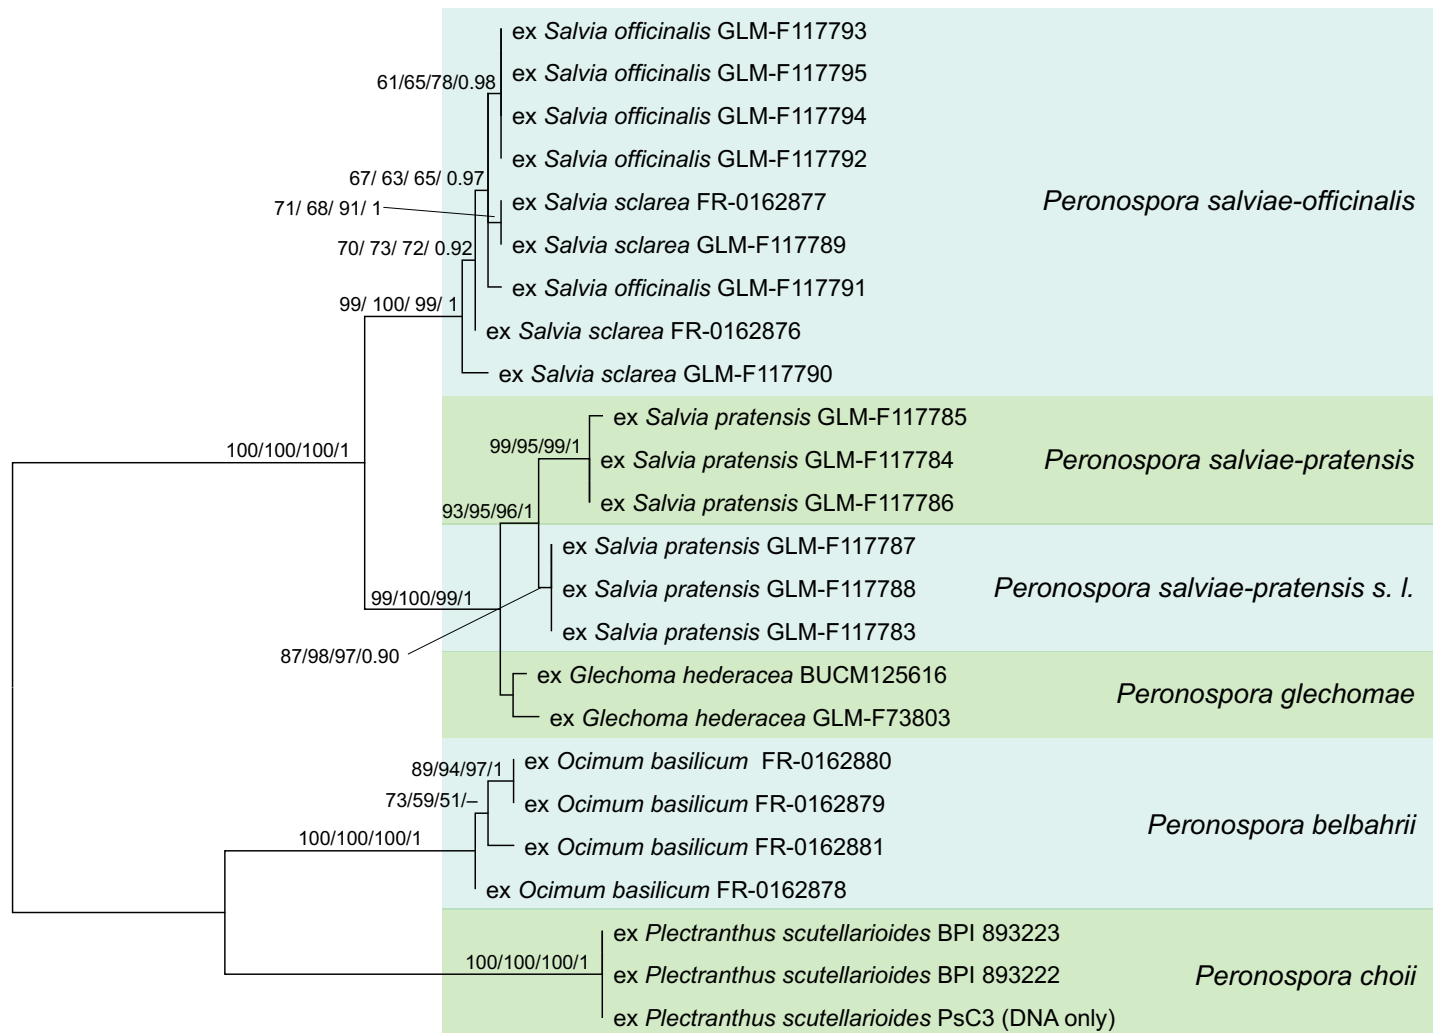 ex Salvia officinalis GLM-F117793
ex Salvia officinalis GLM-F117795
61/65/78/0.98
ex Salvia officinalis GLM-F117794
ex Salvia officinalis GLM-F117792
67/ 63/ 65/ 0.97
ex Salvia sclarea FR-0162877
Peronospora salviae-officinalis
71/ 68/ 91/ 1
ex Salvia sclarea GLM-F117789
70/ 73/ 72/ 0.92
ex Salvia officinalis GLM-F117791
99/ 100/ 99/ 1
ex Salvia sclarea FR-0162876
ex Salvia sclarea GLM-F117790
ex Salvia pratensis GLM-F117785
99/95/99/1
100/100/100/1
ex Salvia pratensis GLM-F117784
Peronospora salviae-pratensis
ex Salvia pratensis GLM-F117786
93/95/96/1
ex Salvia pratensis GLM-F117787
ex Salvia pratensis GLM-F117788
Peronospora salviae-pratensis s. l.
99/100/99/1
ex Salvia pratensis GLM-F117783
87/98/97/0.90
ex Glechoma hederacea BUCM125616
Peronospora glechomae
ex Glechoma hederacea GLM-F73803
ex Ocimum basilicum FR-0162880
89/94/97/1
73/59/51/–
ex Ocimum basilicum FR-0162879
Peronospora belbahrii
100/100/100/1
ex Ocimum basilicum FR-0162881
ex Ocimum basilicum FR-0162878
ex Plectranthus scutellarioides BPI 893223
100/100/100/1
ex Plectranthus scutellarioides BPI 893222
Peronospora choii
ex Plectranthus scutellarioides PsC3 (DNA only)